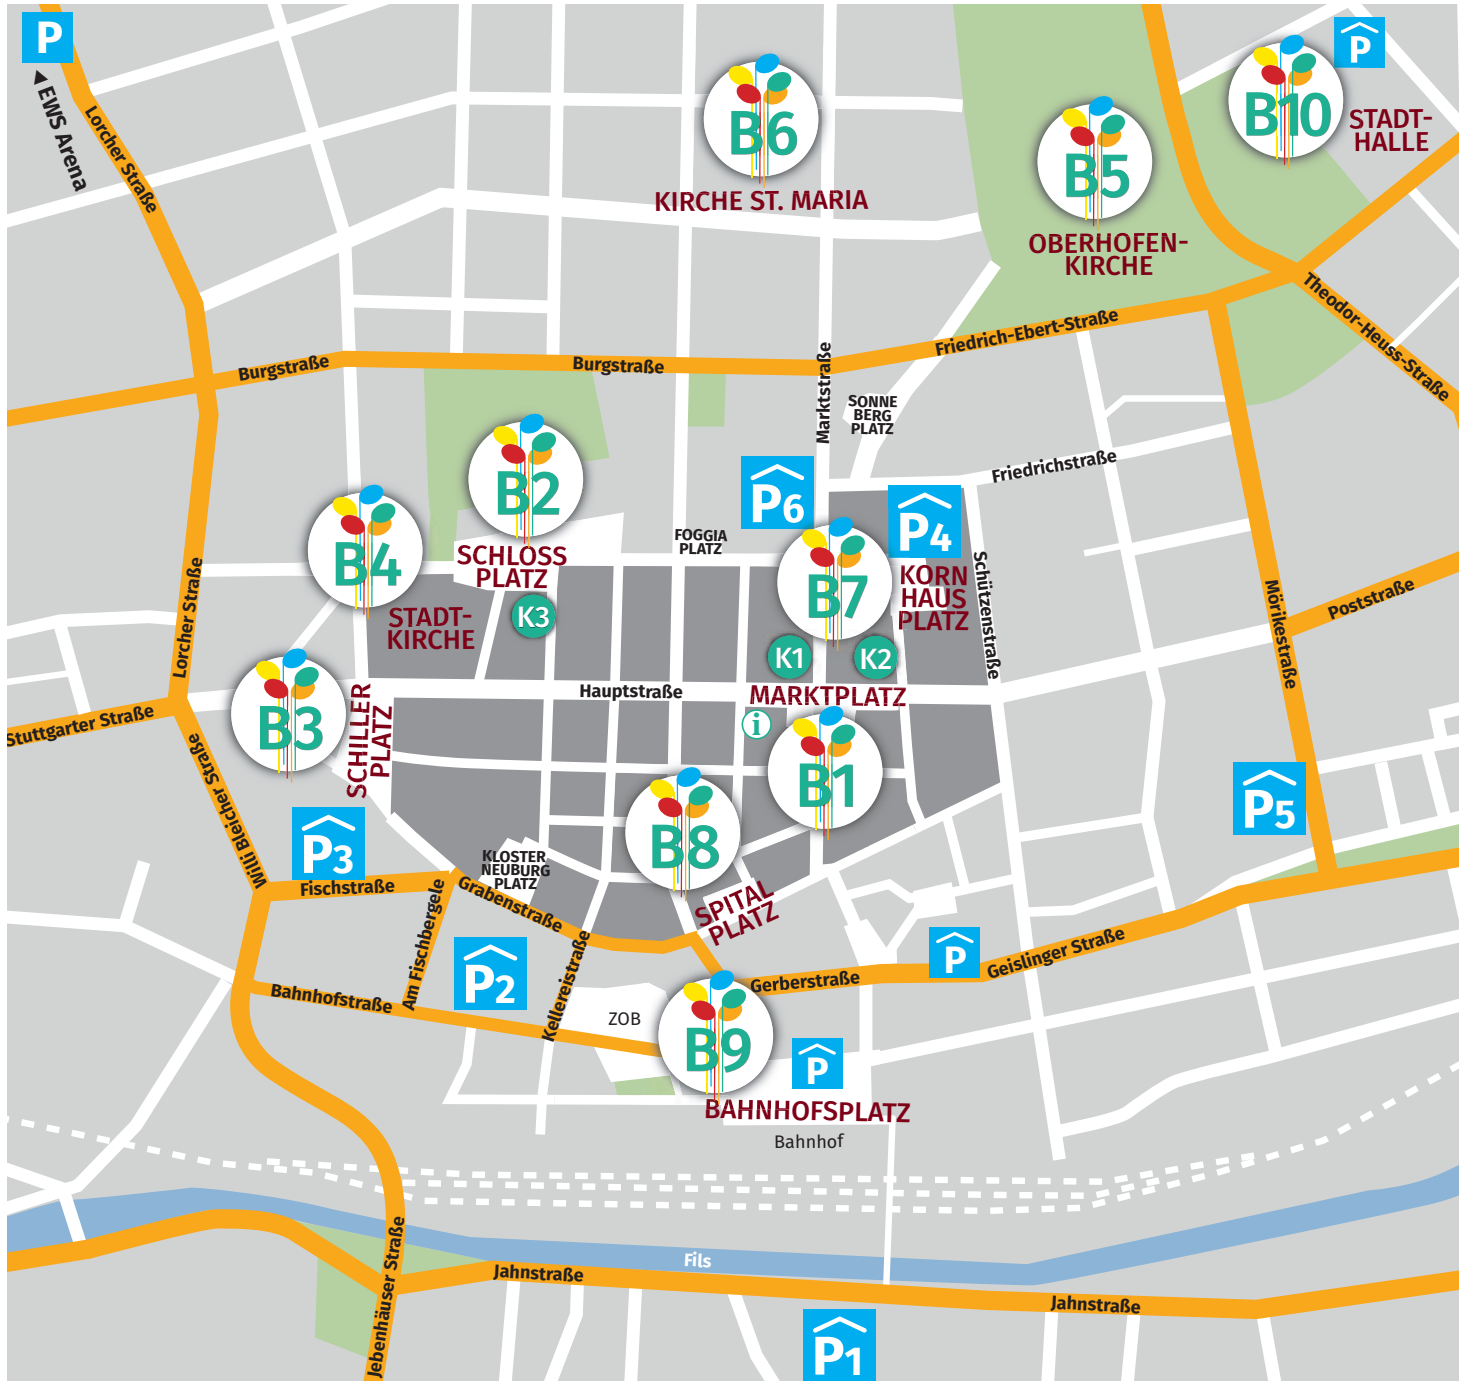 P
EWS Arena
Lorcher Straße
B6
KIRCHE ST. MARIA
B5
OBERHOFEN-
KIRCHE
B10
P
STADT-
HALLE
Theodor-Heuss-Straße
Friedrich-Ebert-Straße
Burgstraße
Burgstraße
Marktstraße
SONNE
BERG
PLATZ
Friedrichstraße
B2
SCHLOSS
PLATZ
B4
STADT-
KIRCHE
K3
FOGGIA
PLATZ
P6
P4
B7
KORN
HAUS
PLATZ
K1
K2
Schützenstraße
Mörikestraße
Poststraße
Lorcher Straße
Stuttgarter Straße
B3
SCHILLER
PLATZ
Hauptstraße
MARKTPLATZ
i
B1
Willi Bleicher Straße
P3
P5
B8
KLOSTER
NEUBURG
PLATZ
SPITAL
PLATZ
Fischstraße
Grabenstraße
Am Fischbergele
P2
Kellereistraße
Bahnhofstraße
ZOB
B9
Gerberstraße
P
Geislinger Straße
P
BAHNHOFSPLATZ
Bahnhof
Fils
Jebenhäuser Straße
Jahnstraße
Jahnstraße
P1